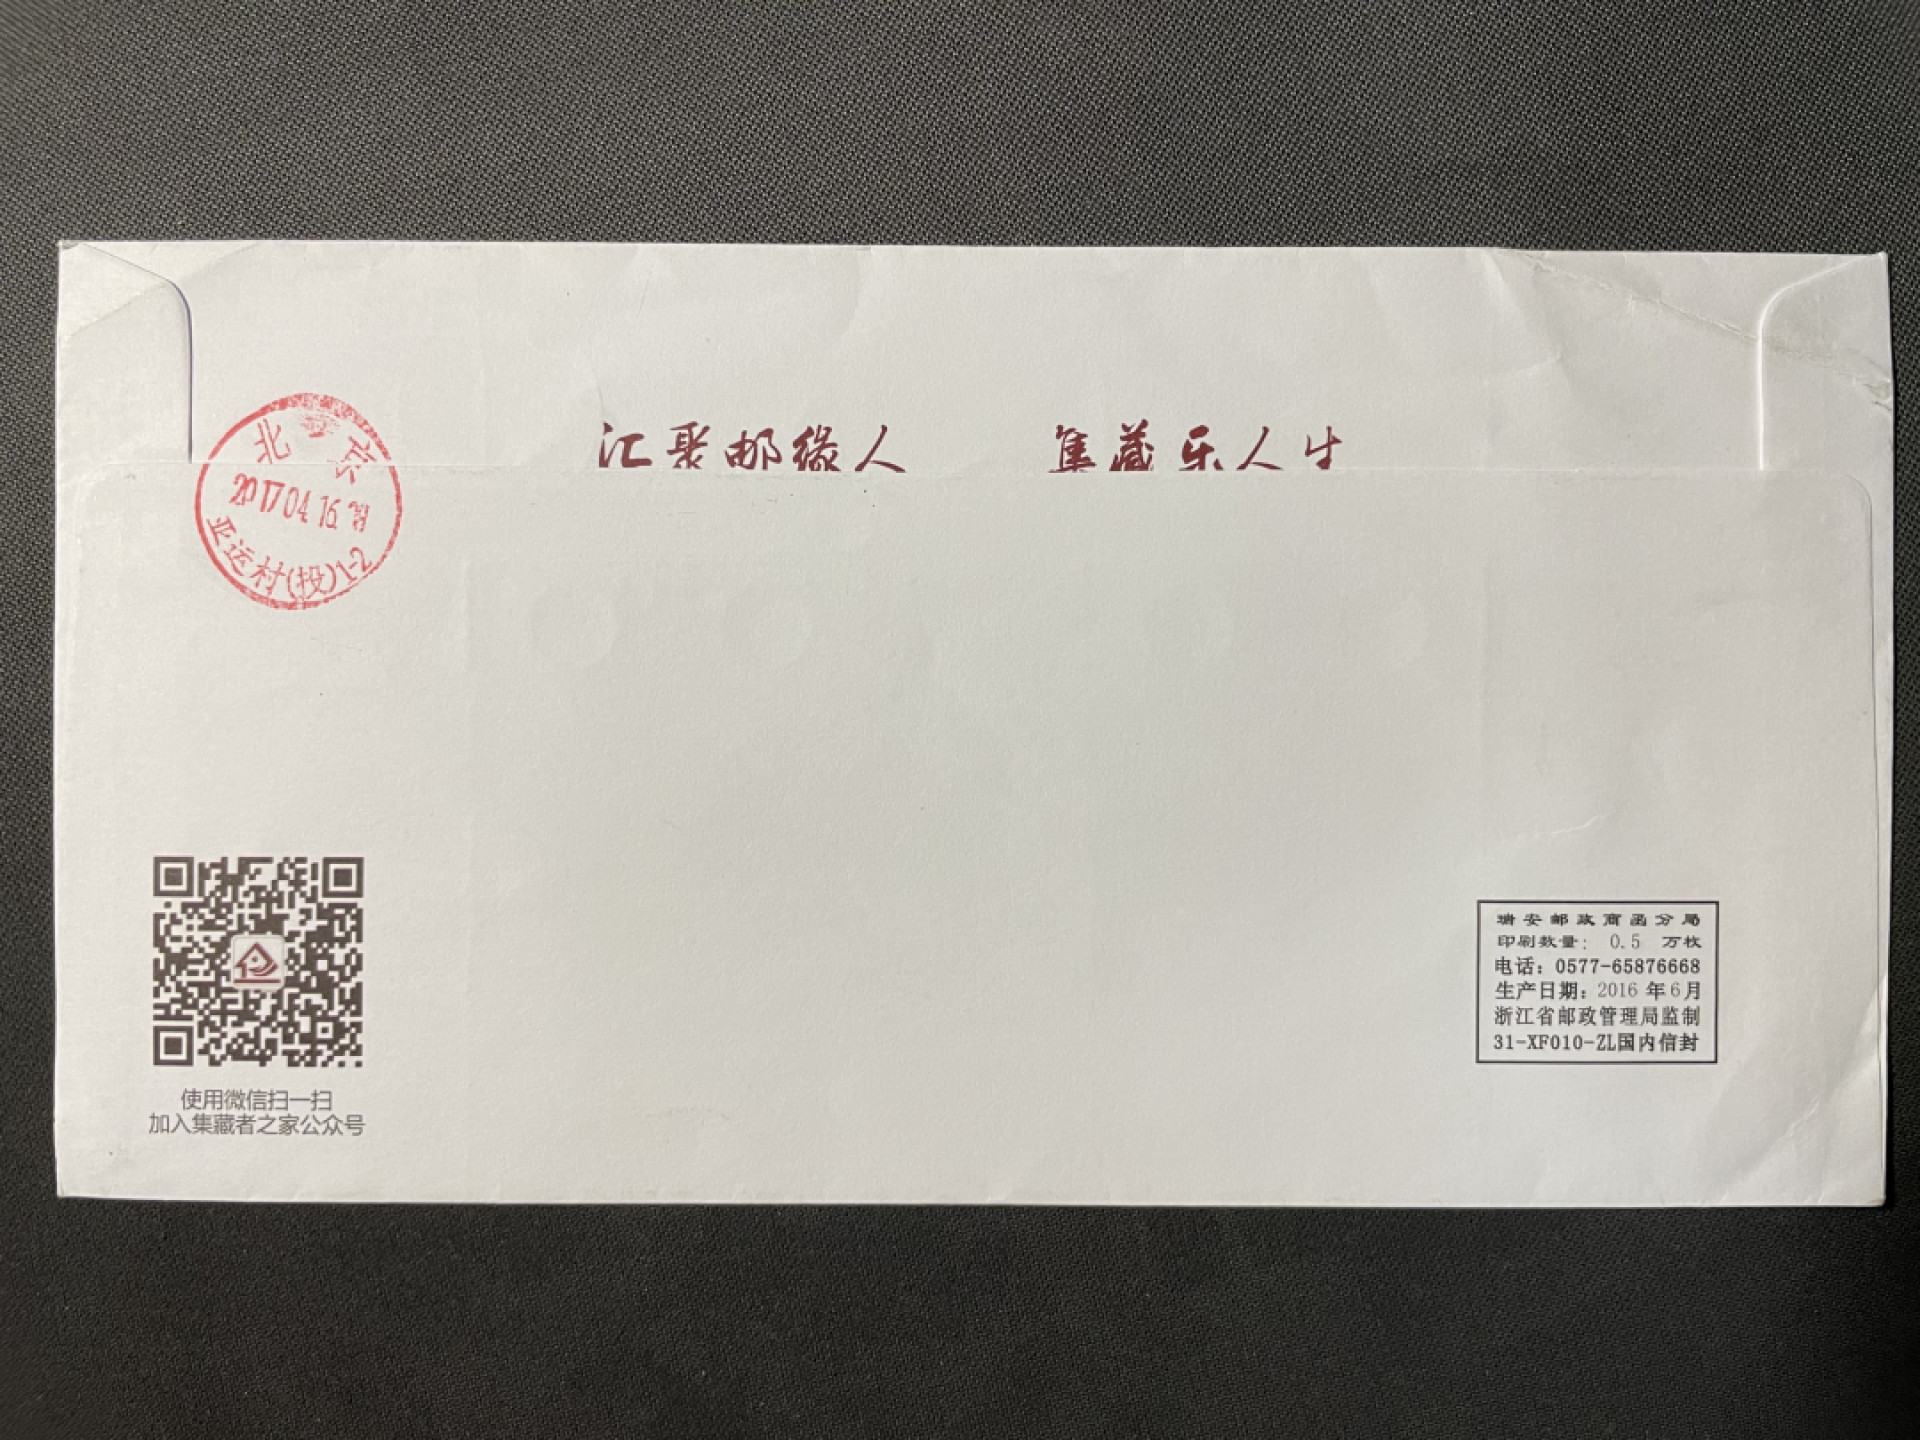 北京
2017.04.16
亚运村(投)1-2
汇聚邮缘人 集藏乐人生
使用微信扫一扫
加入集藏者之家公众号
瑞安邮政商函分局
印刷数量: 0.5 万枚
电话: 0577-65876668
生产日期: 2016 年 6月
浙江省邮政管理局监制
31-XF010-ZL国内信封